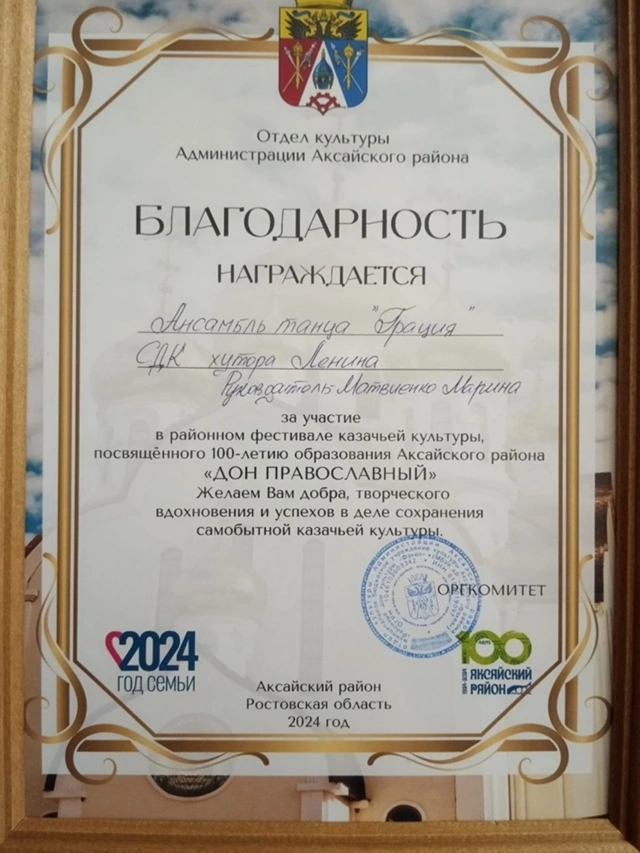 Отдел культуры
Администрации Аксайского района
БЛАГОДАРНОСТЬ
НАГРАЖДАЕТСЯ
Ансамбль танца "Грация"
СДК хутора Ленина
Руководитель: Матвиенко Марина
за участие
в районном фестивале казачьей культуры,
посвящённого 100-летию образования Аксайского района
«ДОН ПРАВОСЛАВНЫЙ»
Желаем Вам добра, творческого
вдохновения и успехов в деле сохранения
самобытной казачьей культуры.
ОРГКОМИТЕТ
2024
ГОД СЕМЬИ
100
АКСАЙСКИЙ
РАЙОН
Аксайский район
Ростовская область
2024 год